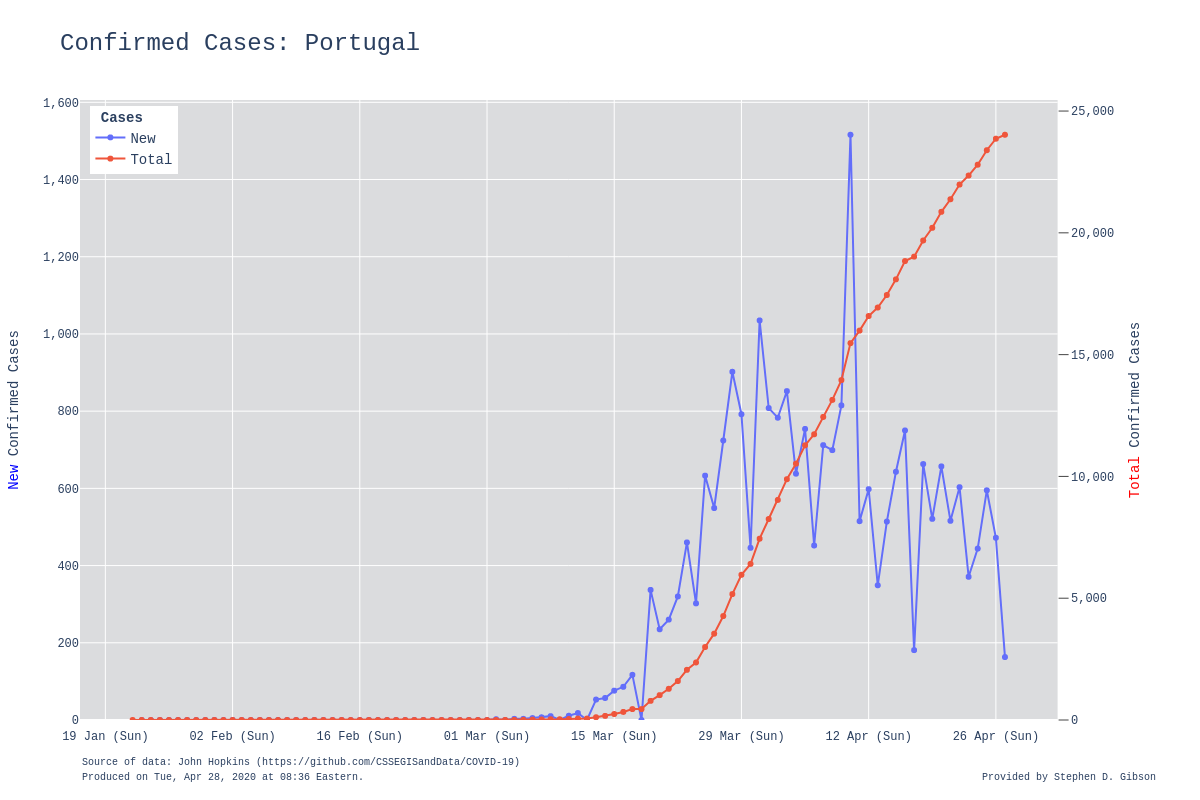 Confirmed Cases: Portugal
Cases
New
Total
1,600
1,400
1,200
1,000
800
600
400
200
0
25,000
20,000
15,000
10,000
5,000
0
New Confirmed Cases
Total Confirmed Cases
19 Jan (Sun)
02 Feb (Sun)
16 Feb (Sun)
01 Mar (Sun)
15 Mar (Sun)
29 Mar (Sun)
12 Apr (Sun)
26 Apr (Sun)
Source of data: John Hopkins (https://github.com/CSSEGISandData/COVID-19)
Produced on Tue, Apr 28, 2020 at 08:36 Eastern.
Provided by Stephen D. Gibson